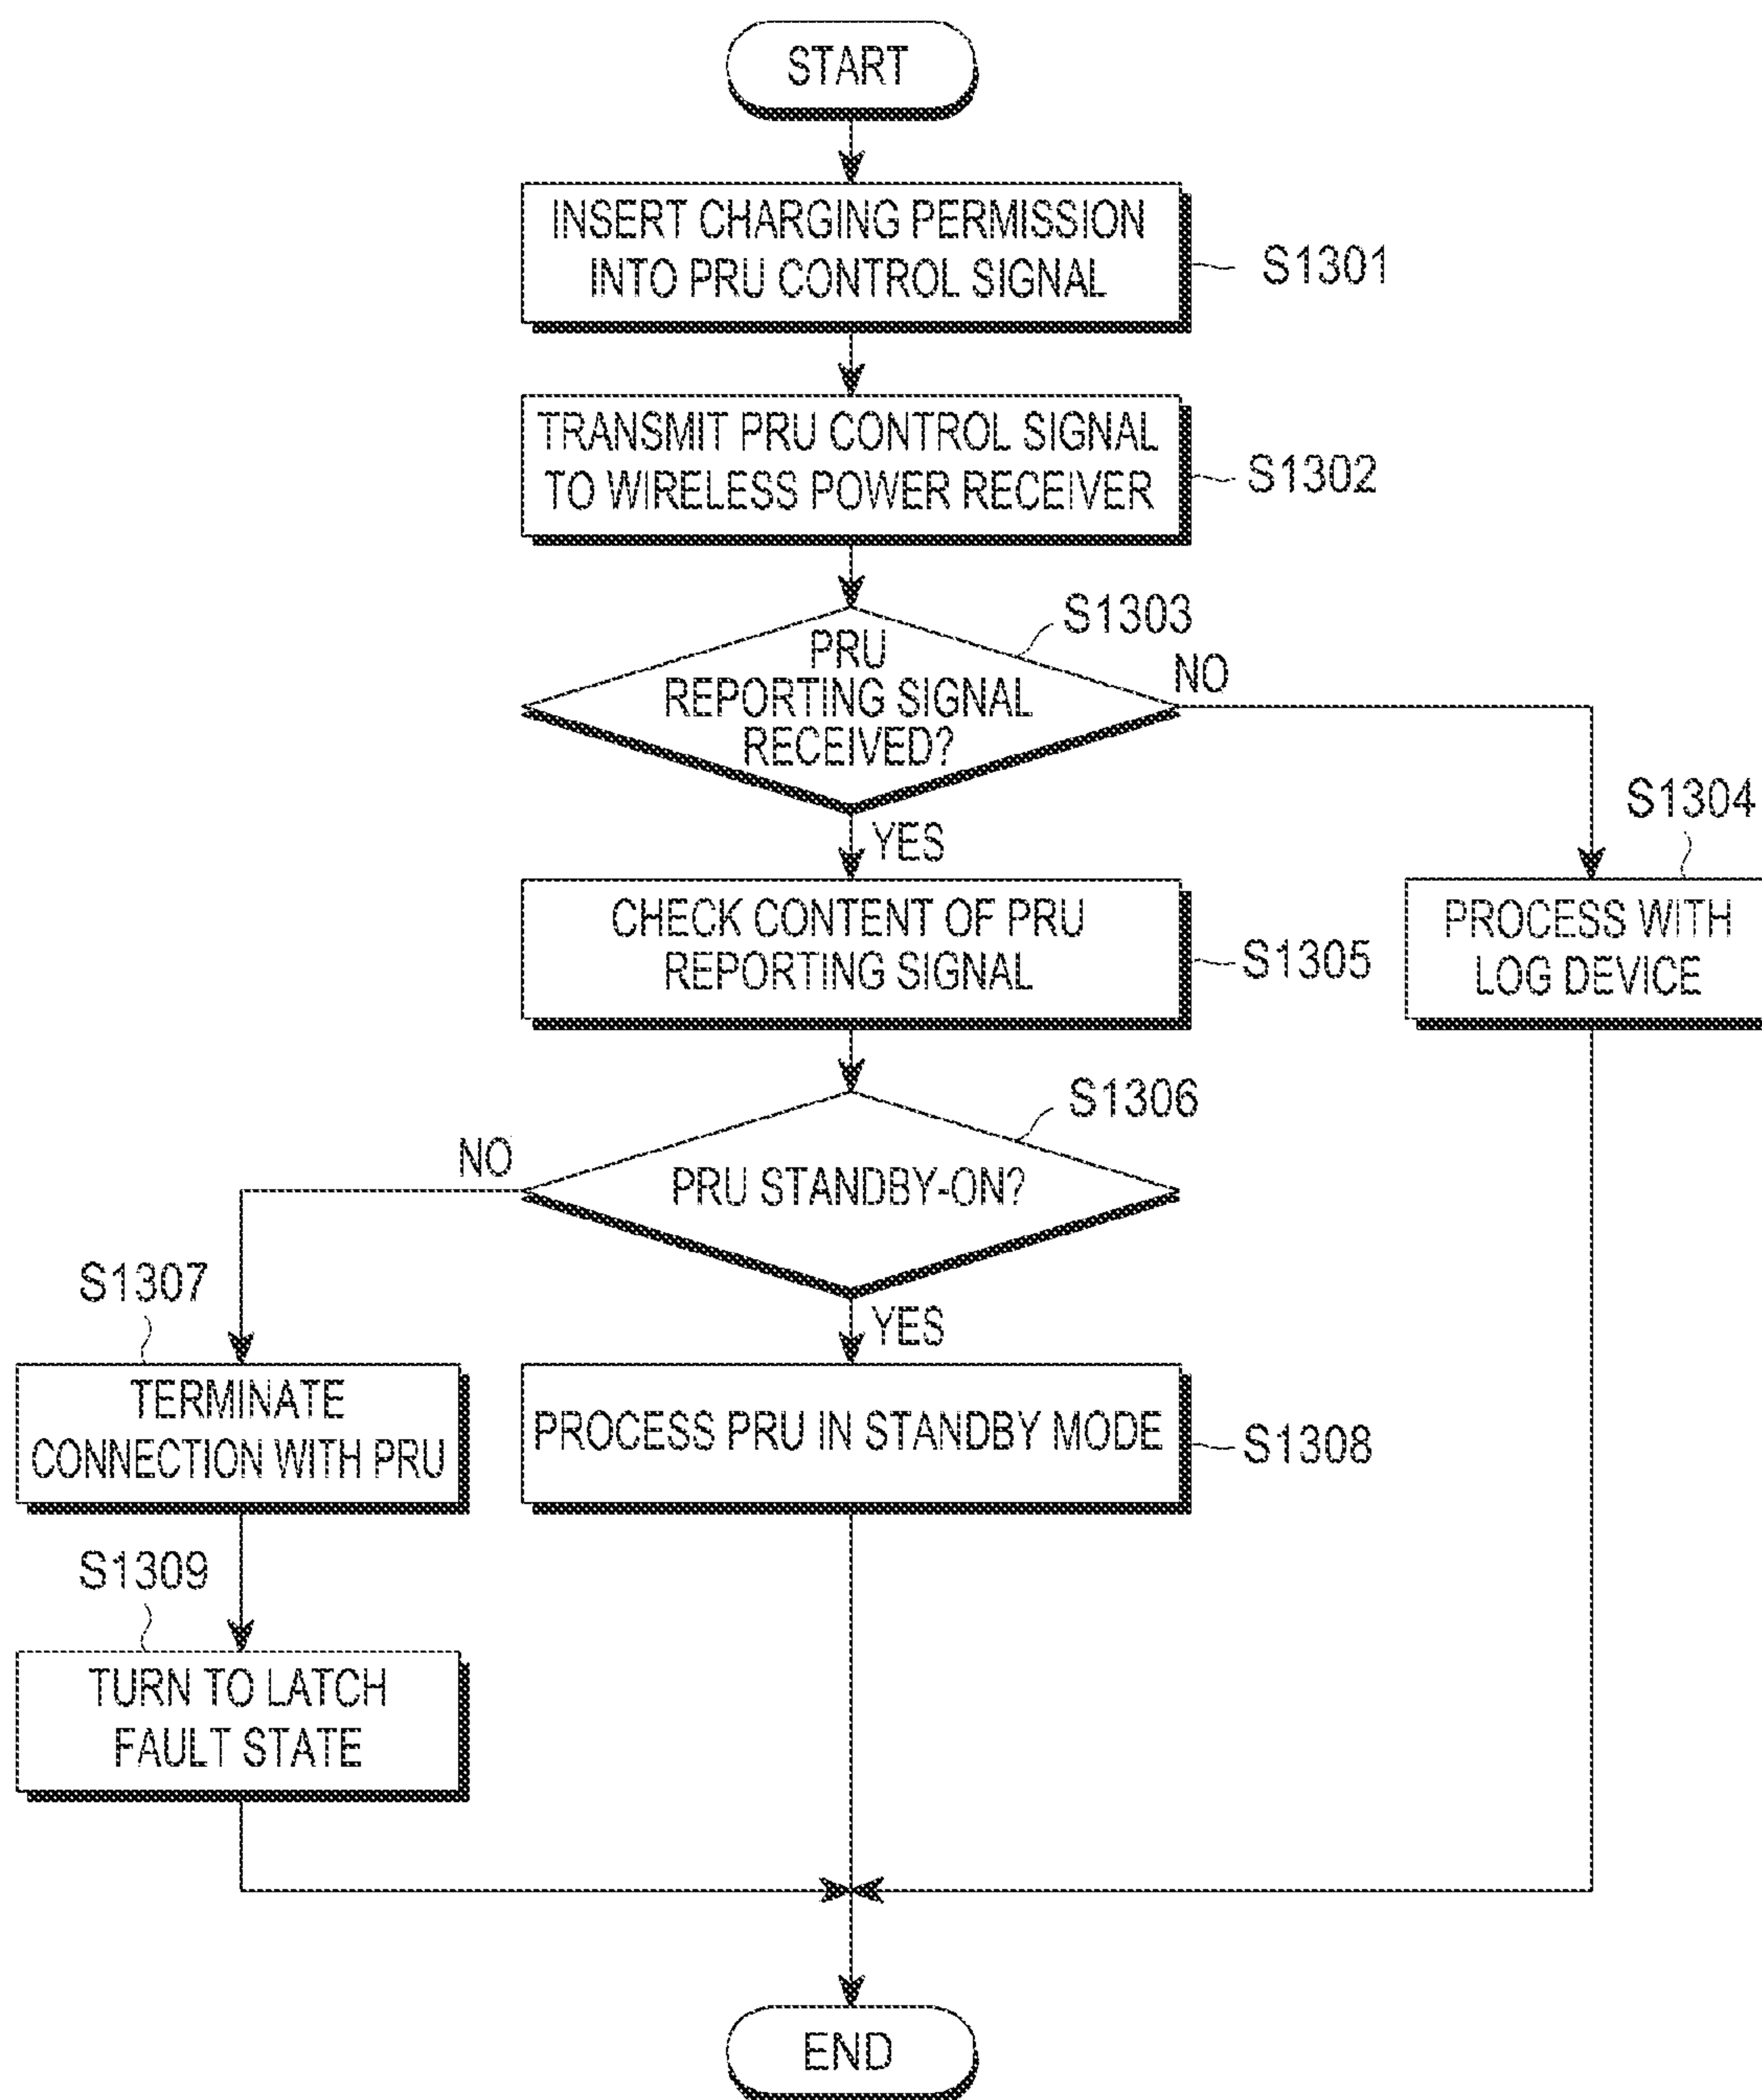 START
INSERT CHARGING PERMISSION
INTO PRU CONTROL SIGNAL
S1301
TRANSMIT PRU CONTROL SIGNAL
TO WIRELESS POWER RECEIVER
S1302
S1303
PRU
REPORTING SIGNAL
RECEIVED?
NO
YES
S1304
PROCESS WITH
LOG DEVICE
CHECK CONTENT OF PRU
REPORTING SIGNAL
S1305
S1306
PRU STANDBY-ON?
NO
YES
S1307
TERMINATE
CONNECTION WITH PRU
PROCESS PRU IN STANDBY MODE
S1308
S1309
TURN TO LATCH
FAULT STATE
END